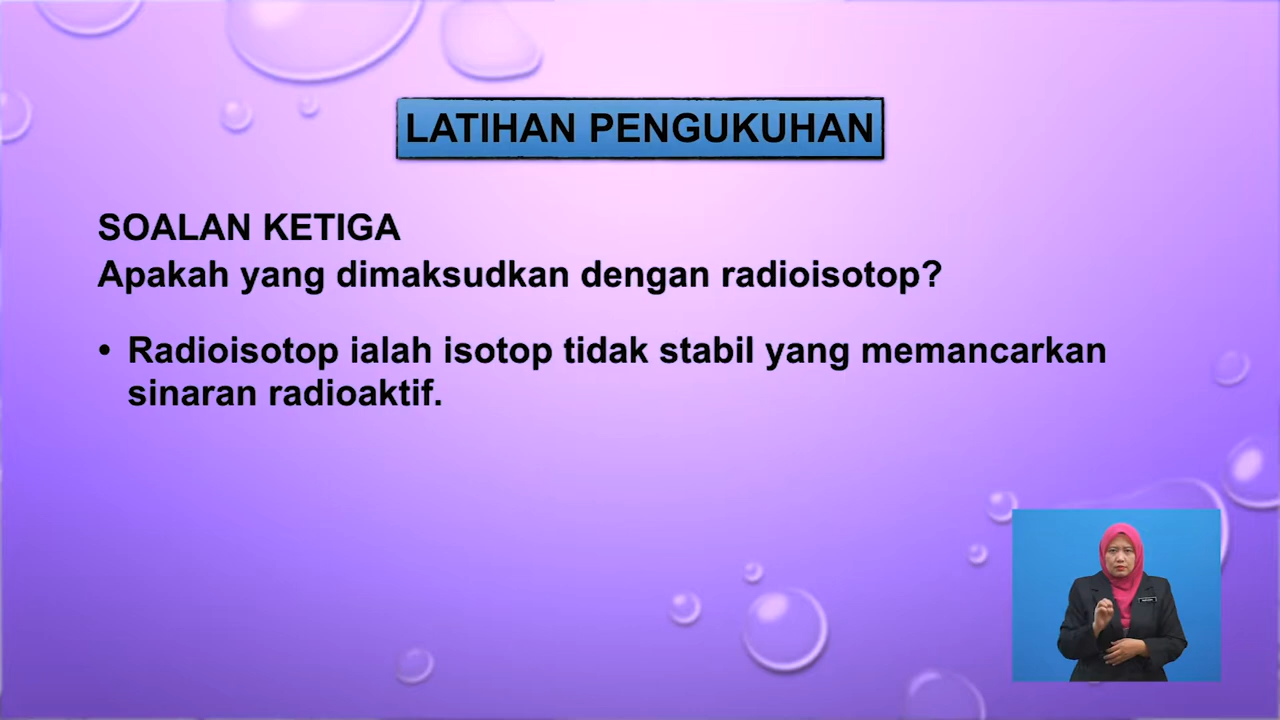 LATIHAN PENGUKUHAN
SOALAN KETIGA
Apakah yang dimaksudkan dengan radioisotop?
• Radioisotop ialah isotop tidak stabil yang memancarkan
sinaran radioaktif.